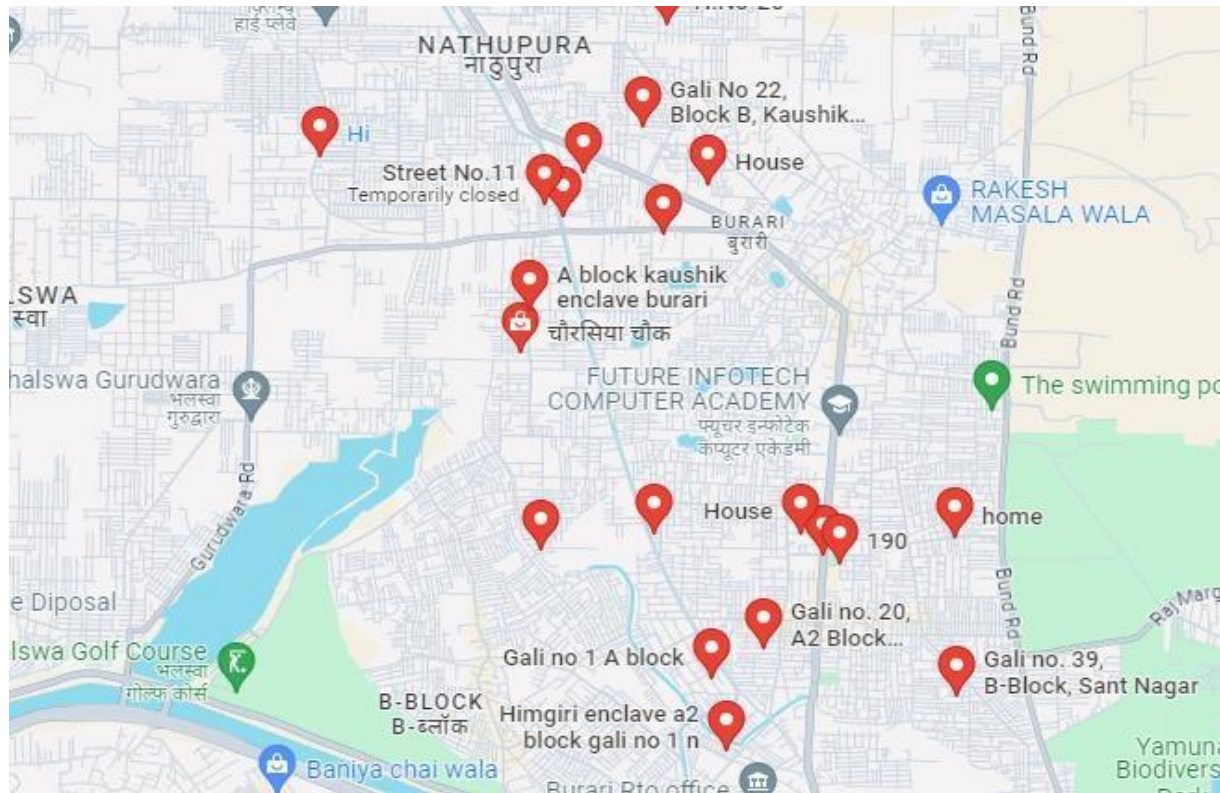 हाई प्लेवे
NATHUPURA
नाठुपुरा
Gali No 22,
Block B, Kaushik...
Hi
House
Street No.11
Temporarily closed
RAKESH
MASALA WALA
BURARI
बुरारी
Bund Rd
A block kaushik
enclave burari
चौरसिया चौक
LSWA
स्वा
Bund Rd
halswa Gurudwara
भलस्वा
गुरुद्वारा
FUTURE INFOTECH
COMPUTER ACADEMY
फ्यूचर इन्फोटेक
कंप्यूटर एकेडमी
The swimming po
Gurudwara Rd
House
190
home
e Diposal
Bund Rd
Raj Marg
lswa Golf Course
भलस्वा
गोल्फ कोर्स
Gali no. 20,
A2 Block...
Gali no 1 A block
Gali no. 39,
B-Block, Sant Nagar
B-BLOCK
B-ब्लॉक
Himgiri enclave a2
block gali no 1 n
Baniya chai wala
Burari Rto office
Yamuna
Biodivers